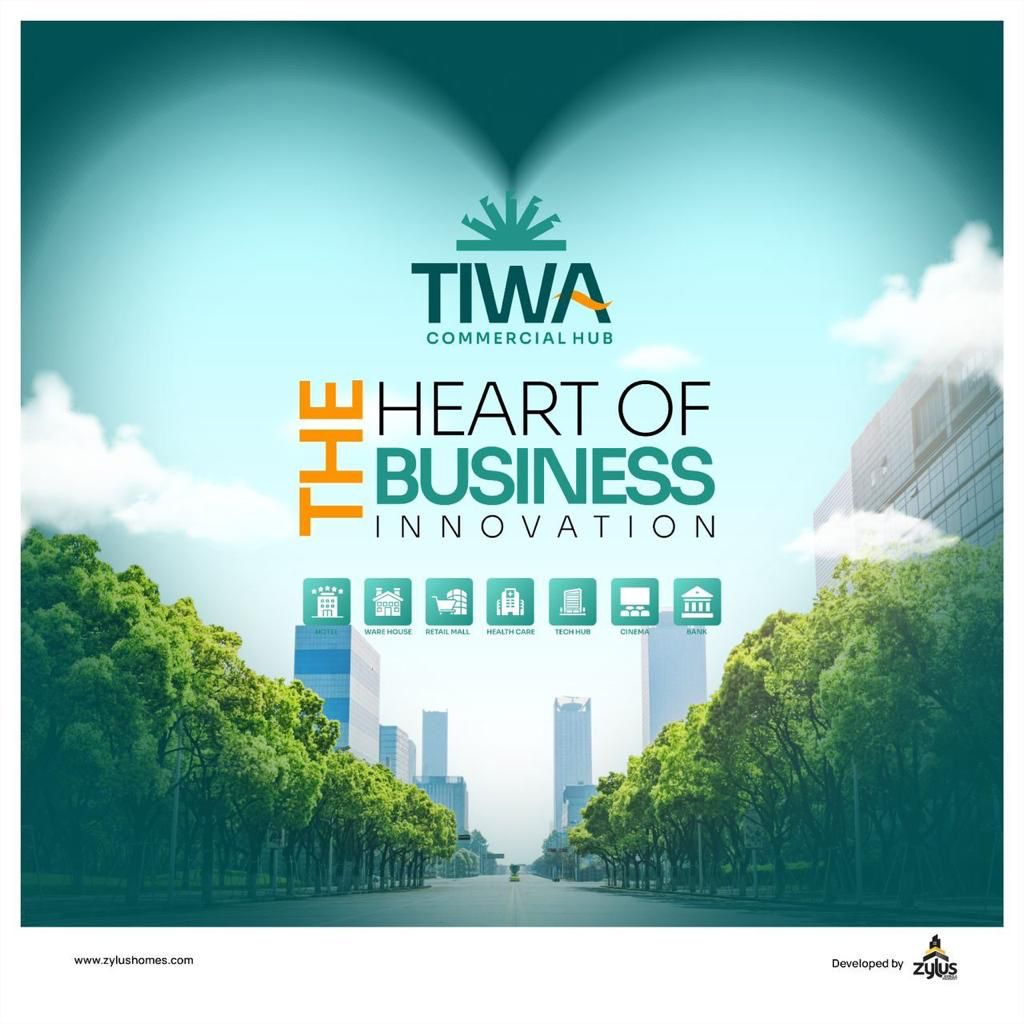 TIWA
COMMERCIAL HUB
THE
HEART OF
BUSINESS
INNOVATION
HOTEL
WARE HOUSE
RETAIL MALL
HEALTH CARE
TECH HUB
CINEMA
BANK
www.zylushomes.com
Developed by
zylus